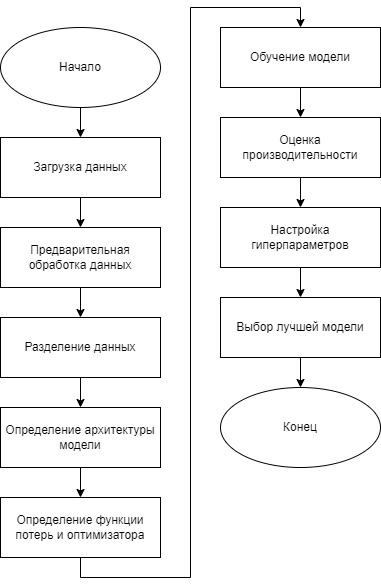 Начало
Загрузка данных
Предварительная
обработка данных
Разделение данных
Определение архитектуры
модели
Определение функции
потерь и оптимизатора
Обучение модели
Оценка
производительности
Настройка
гиперпараметров
Выбор лучшей модели
Конец